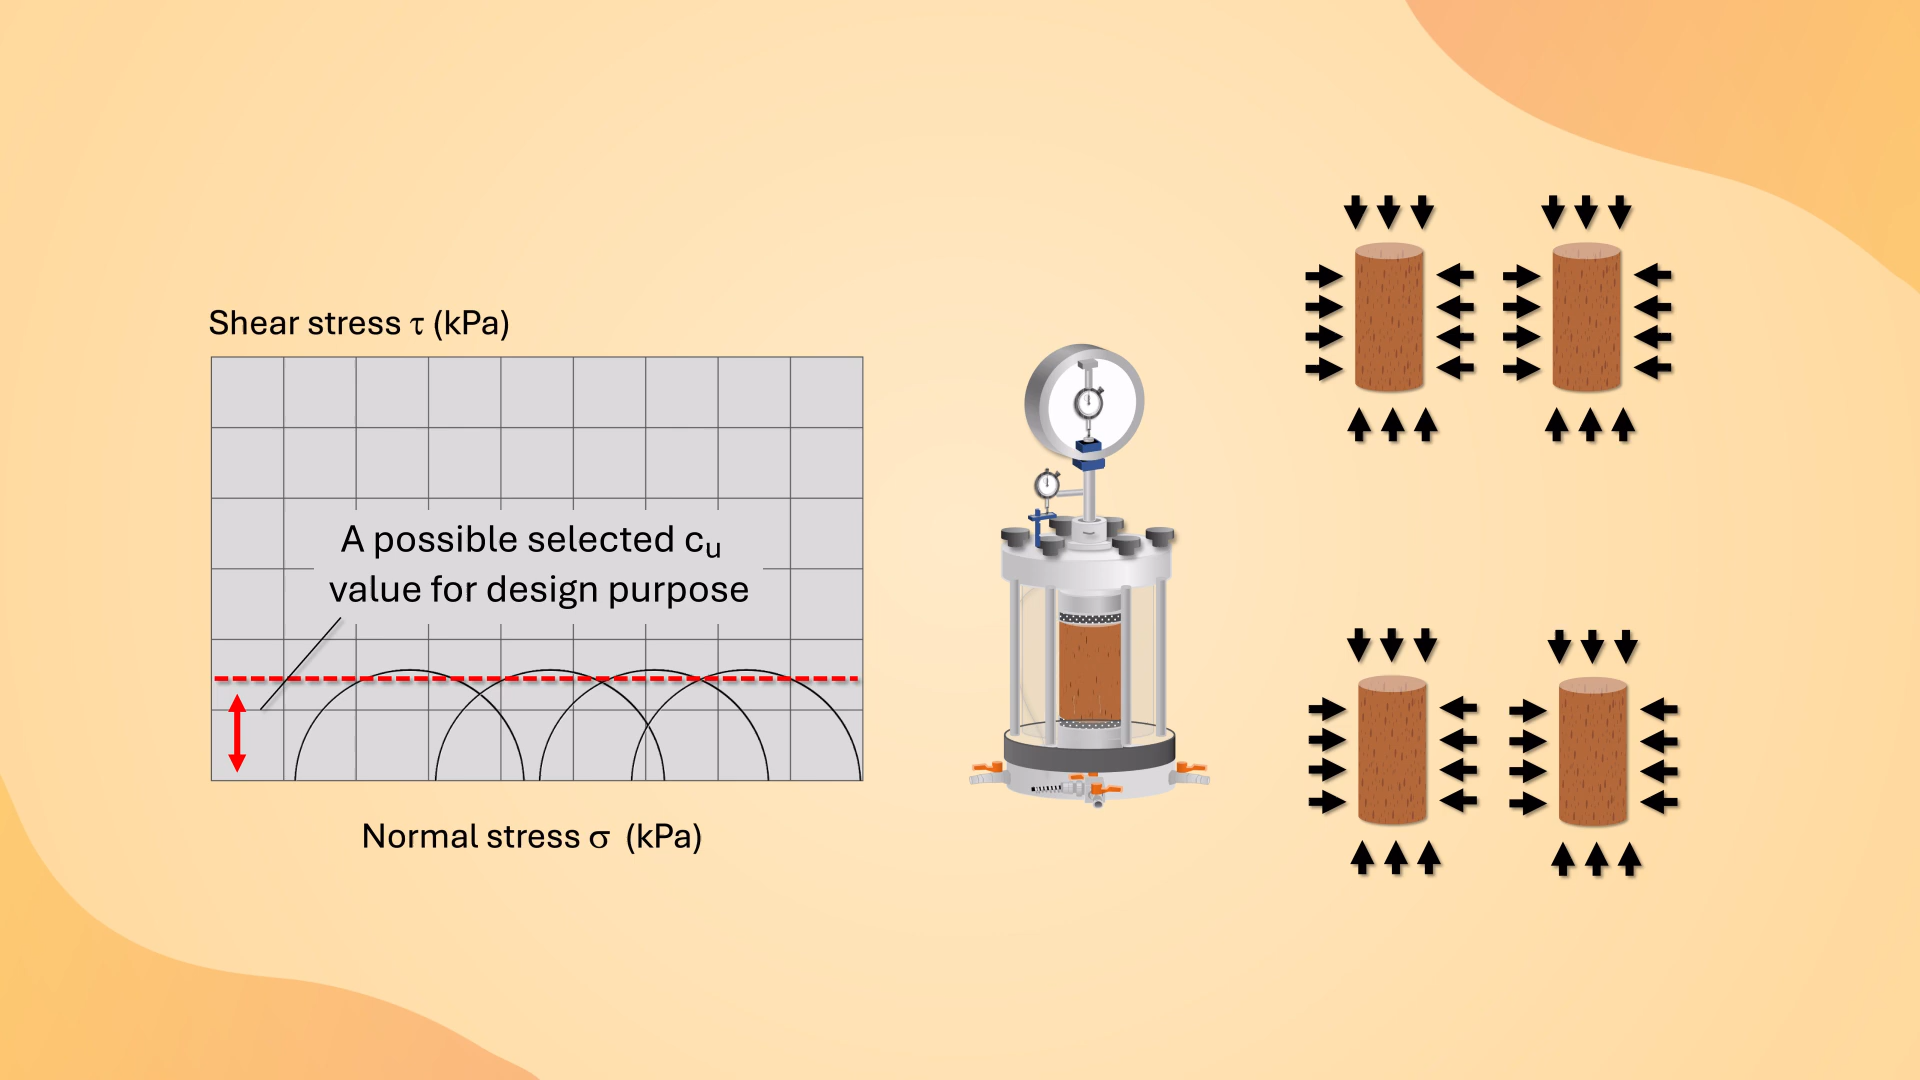 Shear stress τ (kPa)
A possible selected cu
value for design purpose
Normal stress σ (kPa)